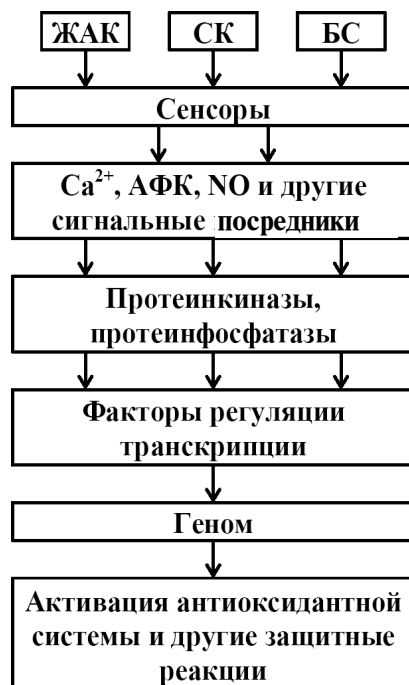 ЖАК СК БС
Сенсоры
Ca²⁺, АФК, NO и другие
сигнальные посредники
Протеинкиназы,
протеинфосфатазы
Факторы регуляции
транскрипции
Геном
Активация антиоксидантной
системы и другие защитные
реакции